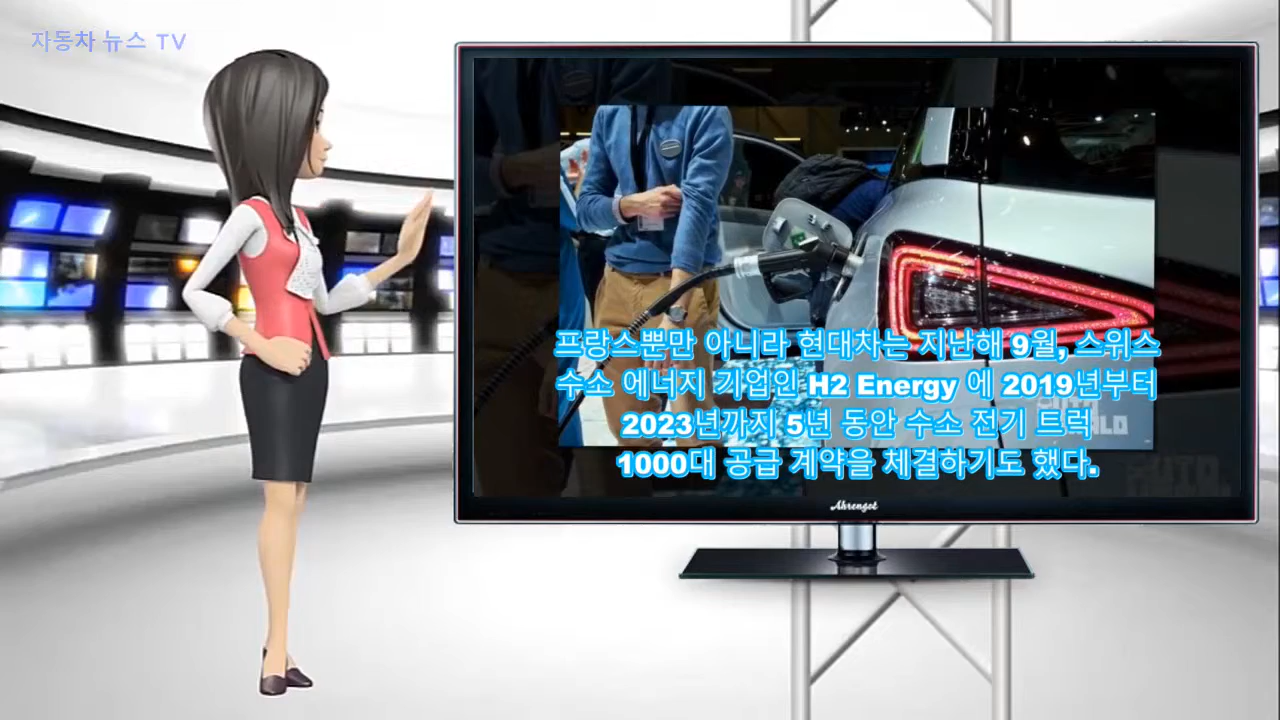 자동차 뉴스 TV
프랑스뿐만 아니라 현대차는 지난해 9월, 스위스
수소 에너지 기업인 H2 Energy 에 2019년부터
2023년까지 5년 동안 수소 전기 트럭
1000대 공급 계약을 체결하기도 했다.
Ahrengot